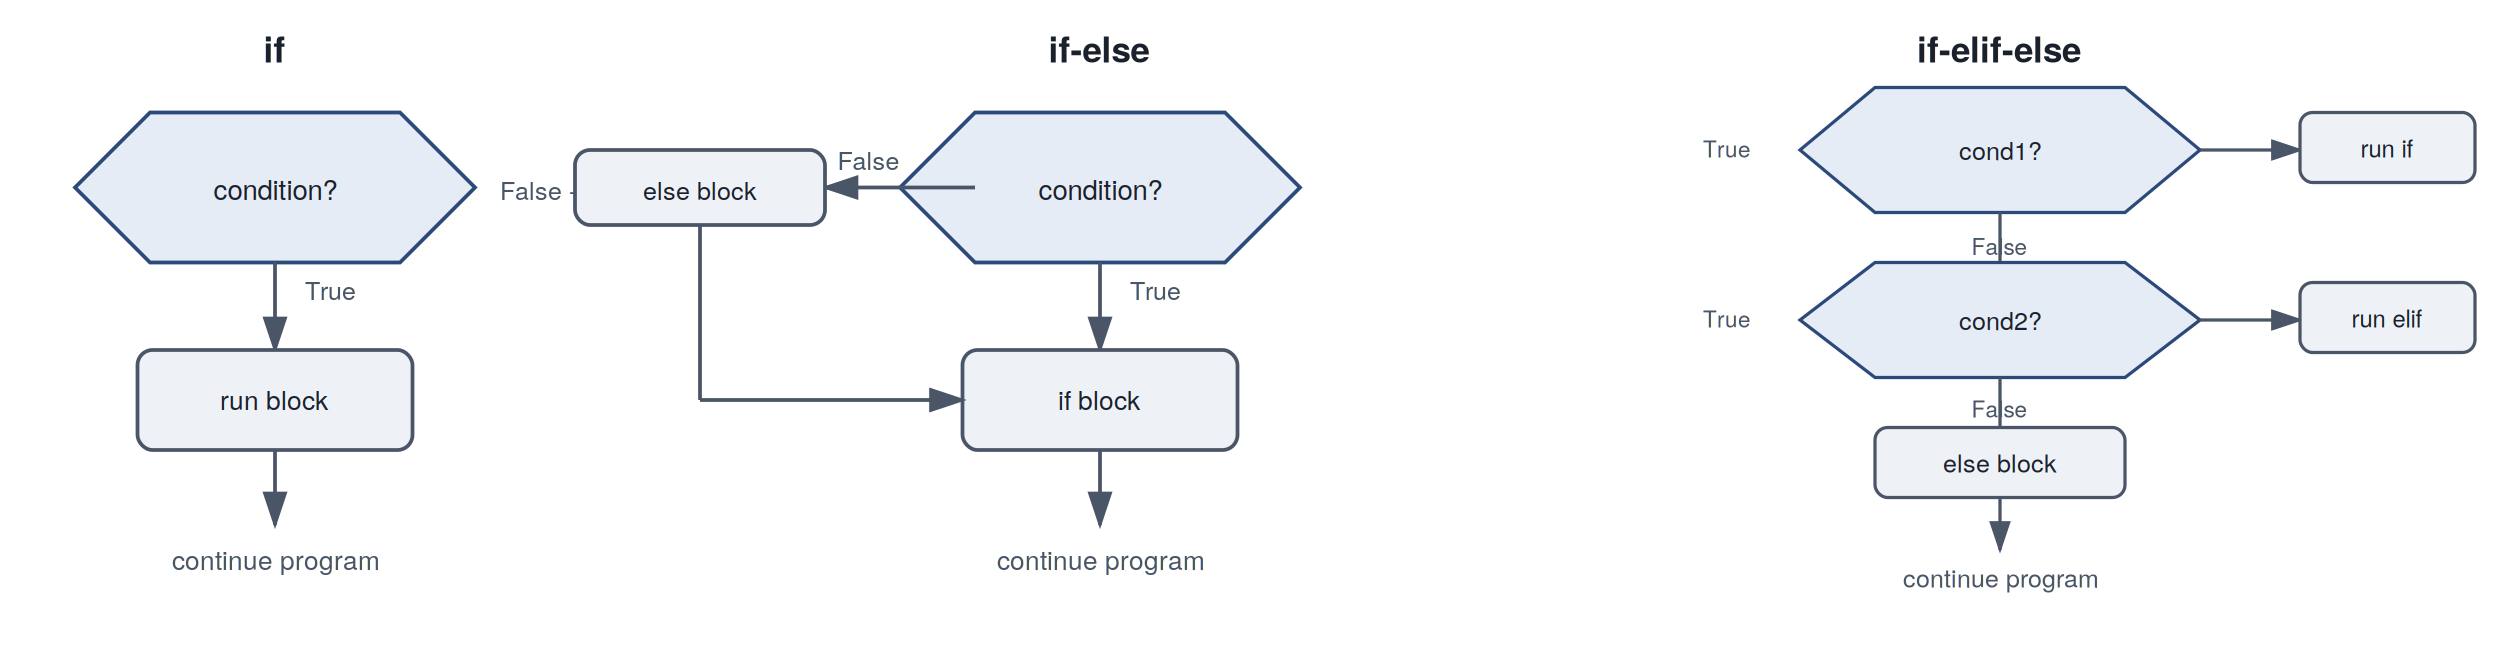 if
condition?
False -
True
run block
continue program
if-else
False
else block
condition?
True
if block
continue program
if-elif-else
True
cond1?
run if
False
True
cond2?
run elif
False
else block
continue program